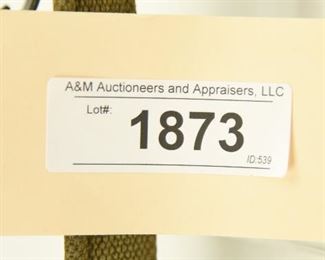 A&M Auctioneers and Appraisers, LLC
Lot#: 1873
ID:539